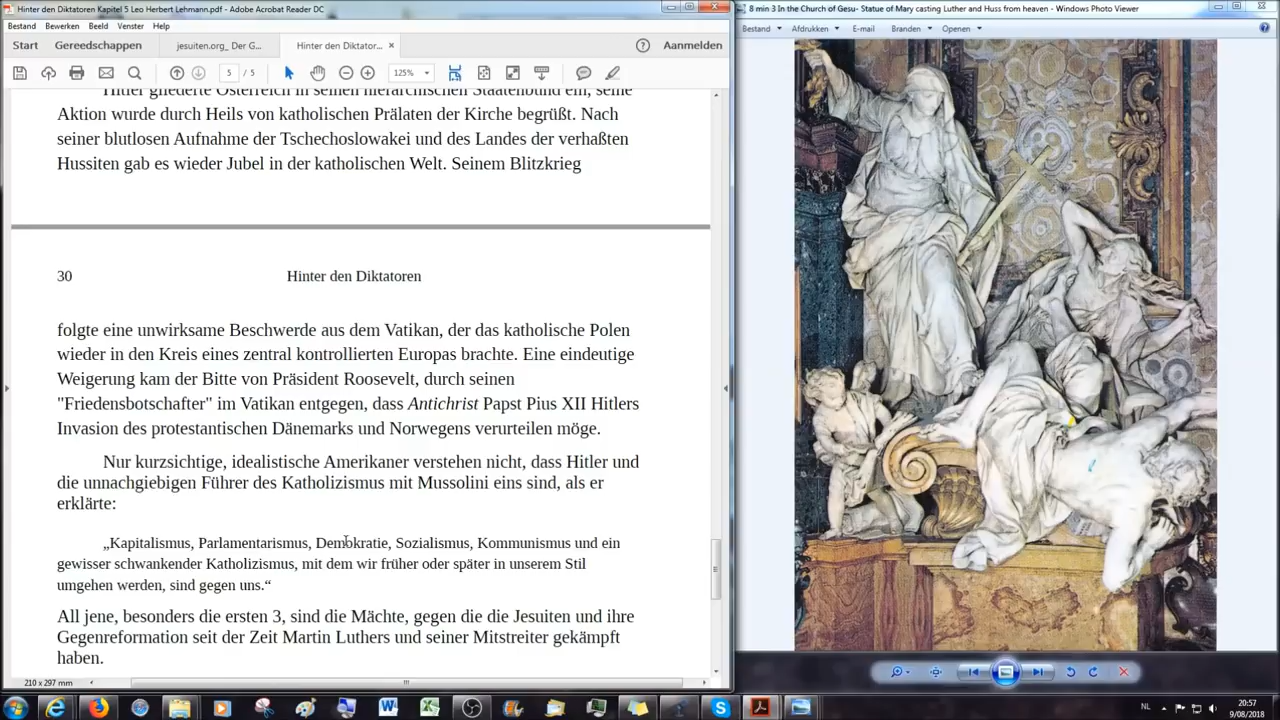 Hinter den Diktatoren Kapitel 5 Leo Herbert Lehmann.pdf - Adobe Acrobat Reader DC
Bestand Bewerken Beeld Venster Help
Start Gereedschappen jesuiten.org_ Der G... Hinter den Diktator... × Aanmelden
5 / 5 125%
Hitler gliederte Österreich in seinen hierarchischen Staatenbund ein, seine
Aktion wurde durch Heils von katholischen Prälaten der Kirche begrüßt. Nach
seiner blutlosen Aufnahme der Tschechoslowakei und des Landes der verhaßten
Hussiten gab es wieder Jubel in der katholischen Welt. Seinem Blitzkrieg
30 Hinter den Diktatoren
folgte eine unwirksame Beschwerde aus dem Vatikan, der das katholische Polen
wieder in den Kreis eines zentral kontrollierten Europas brachte. Eine eindeutige
Weigerung kam der Bitte von Präsident Roosevelt, durch seinen
"Friedensbotschafter" im Vatikan entgegen, dass Antichrist Papst Pius XII Hitlers
Invasion des protestantischen Dänemarks und Norwegens verurteilen möge.
Nur kurzsichtige, idealistische Amerikaner verstehen nicht, dass Hitler und
die unnachgiebigen Führer des Katholizismus mit Mussolini eins sind, als er
erklärte:
„Kapitalismus, Parlamentarismus, Demokratie, Sozialismus, Kommunismus und ein
gewisser schwankender Katholizismus, mit dem wir früher oder später in unserem Stil
umgehen werden, sind gegen uns.“
All jene, besonders die ersten 3, sind die Mächte, gegen die die Jesuiten und ihre
Gegenreformation seit der Zeit Martin Luthers und seiner Mitstreiter gekämpft
haben.
210 x 297 mm
8 min 3 In the Church of Gesu- Statue of Mary casting Luther and Huss from heaven - Windows Photo Viewer
Bestand Afdrukken E-mail Branden Openen
NL 20:57
9/08/2018